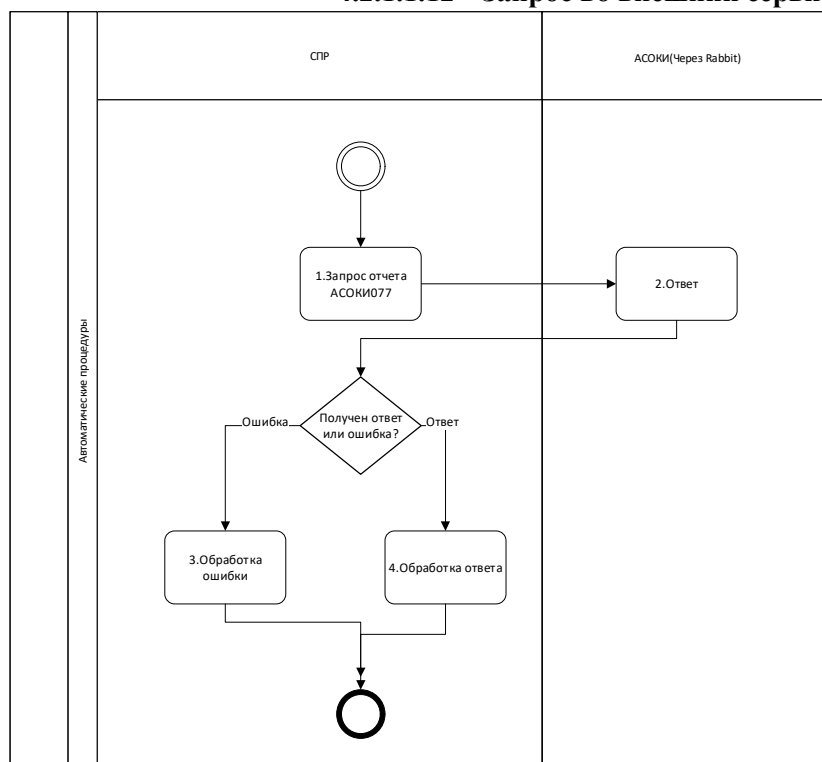 СПР
АСОКИ(Через Rabbit)
Автоматические процедуры
1.Запрос отчета
АСОКИ077
2.Ответ
Получен ответ
или ошибка?
Ошибка
Ответ
3.Обработка
ошибки
4.Обработка ответа